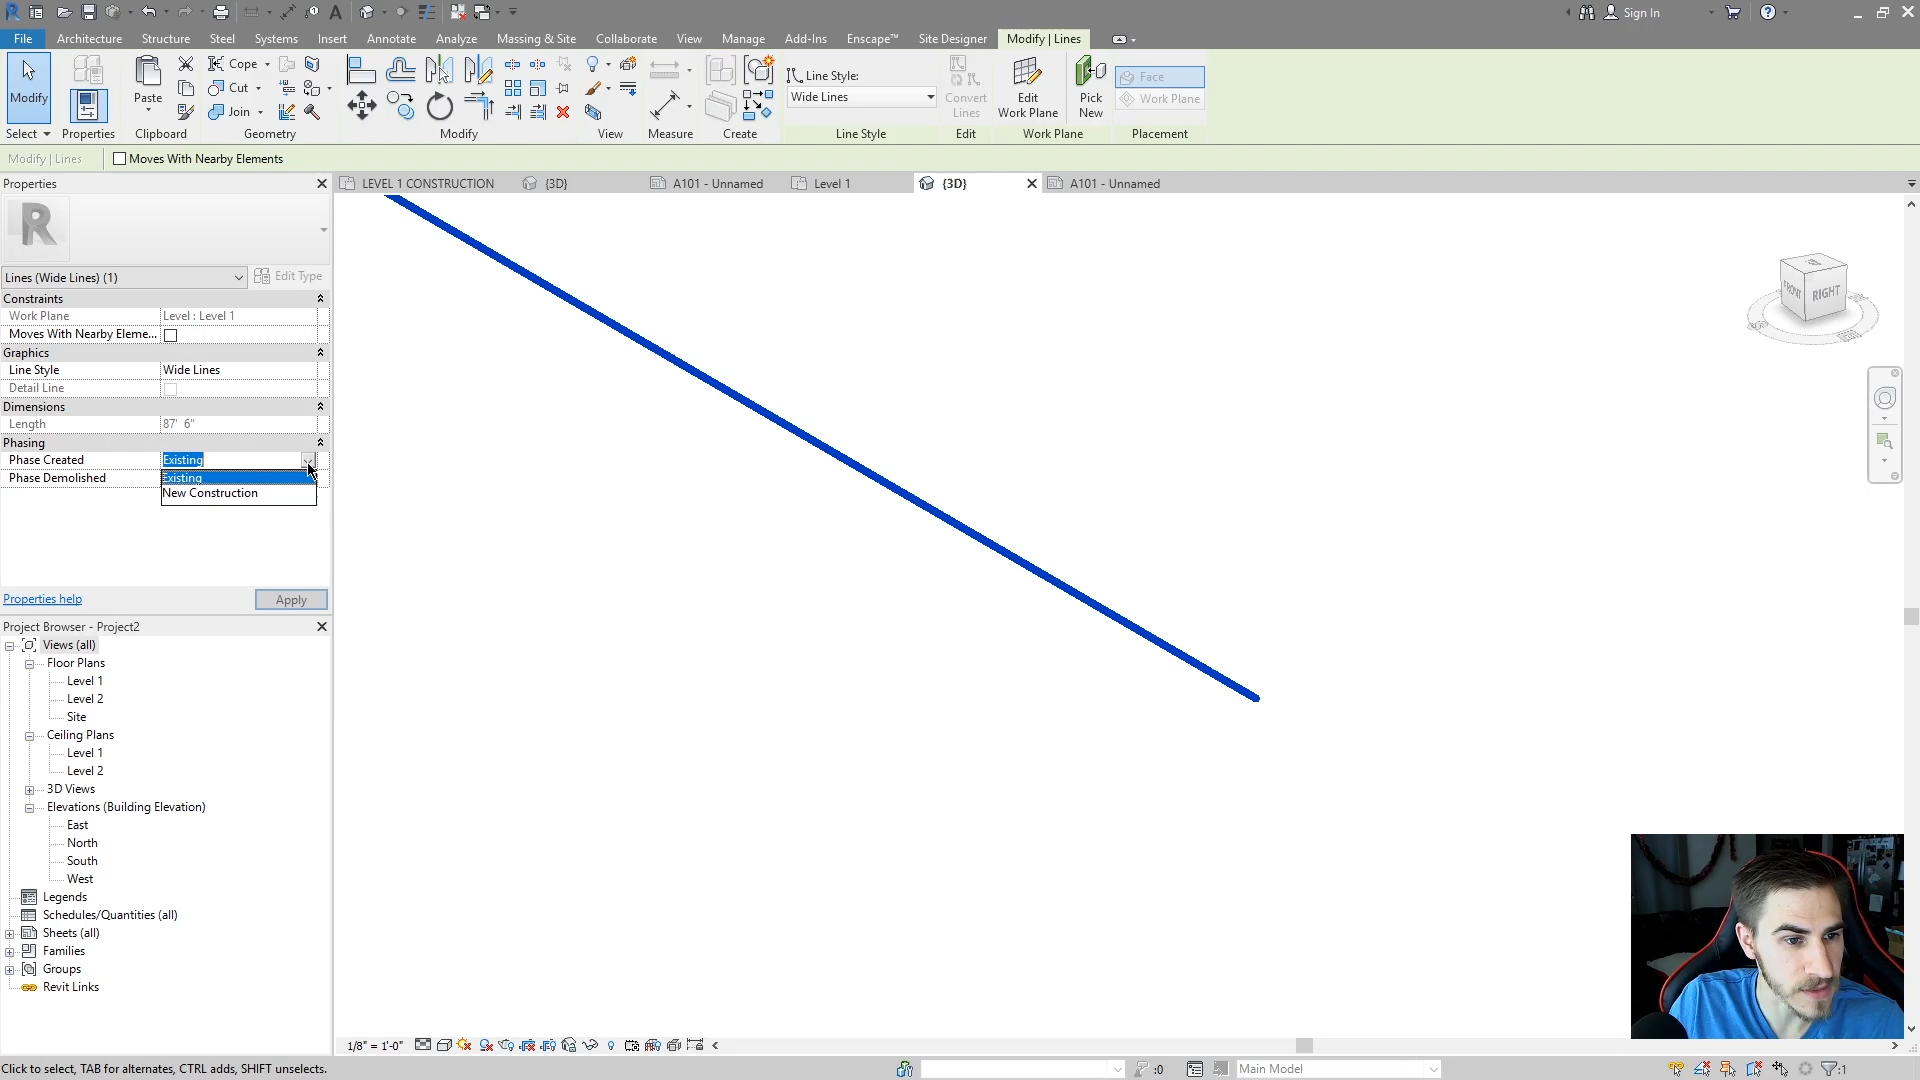 Sign In
File Architecture Structure Steel Systems Insert Annotate Analyze Massing & Site Collaborate View Manage Add-Ins Enscape™ Site Designer Modify | Lines
Modify
Paste
Cope
Cut
Join
Line Style:
Wide Lines
Convert Lines
Edit Work Plane
Pick New
Face
Work Plane
Select Properties Clipboard Geometry Modify View Measure Create Line Style Edit Work Plane Placement
Modify | Lines Moves With Nearby Elements
Properties
LEVEL 1 CONSTRUCTION {3D} A101 - Unnamed Level 1 {3D} A101 - Unnamed
R
Lines (Wide Lines) (1) Edit Type
Constraints
Work Plane Level : Level 1
Moves With Nearby Eleme...
Graphics
Line Style Wide Lines
Detail Line
Dimensions
Length 87' 6"
Phasing
Phase Created Existing
Phase Demolished Existing
New Construction
Properties help Apply
Project Browser - Project2
Views (all)
Floor Plans
Level 1
Level 2
Site
Ceiling Plans
Level 1
Level 2
3D Views
Elevations (Building Elevation)
East
North
South
West
Legends
Schedules/Quantities (all)
Sheets (all)
Families
Groups
Revit Links
FRONT RIGHT
1/8" = 1'-0"
Click to select, TAB for alternates, CTRL adds, SHIFT unselects.
:0
Main Model
:1